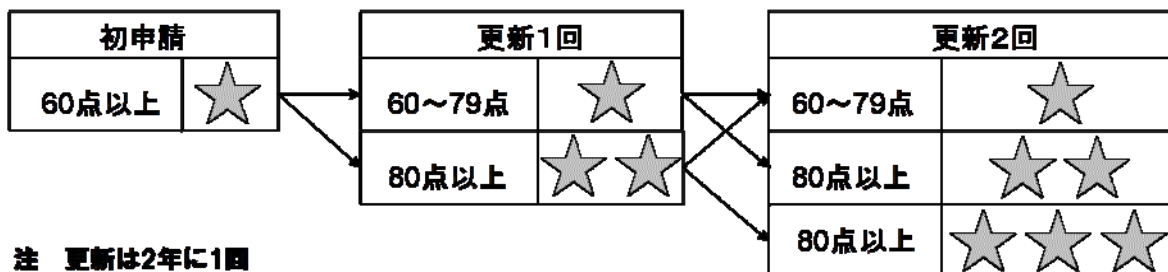 初申請
60点以上
更新1回
60～79点
80点以上
更新2回
60～79点
80点以上
80点以上
注 更新は2年に1回